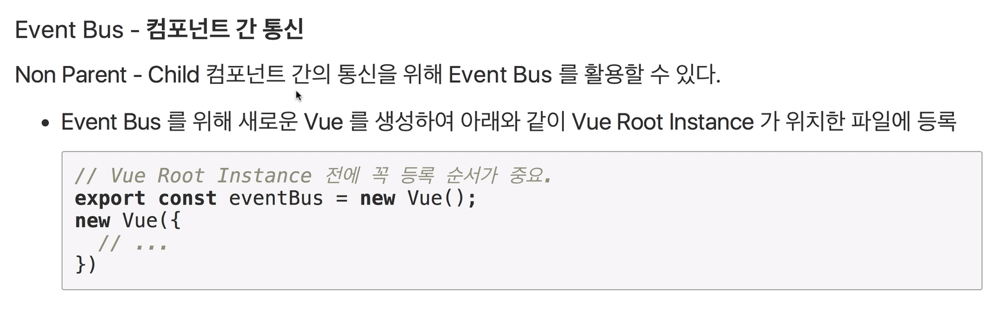 Event Bus - 컴포넌트 간 통신
Non Parent - Child 컴포넌트 간의 통신을 위해 Event Bus 를 활용할 수 있다.
• Event Bus 를 위해 새로운 Vue 를 생성하여 아래와 같이 Vue Root Instance 가 위치한 파일에 등록
// Vue Root Instance 전에 꼭 등록 순서가 중요.
export const eventBus = new Vue();
new Vue({
  // ...
})